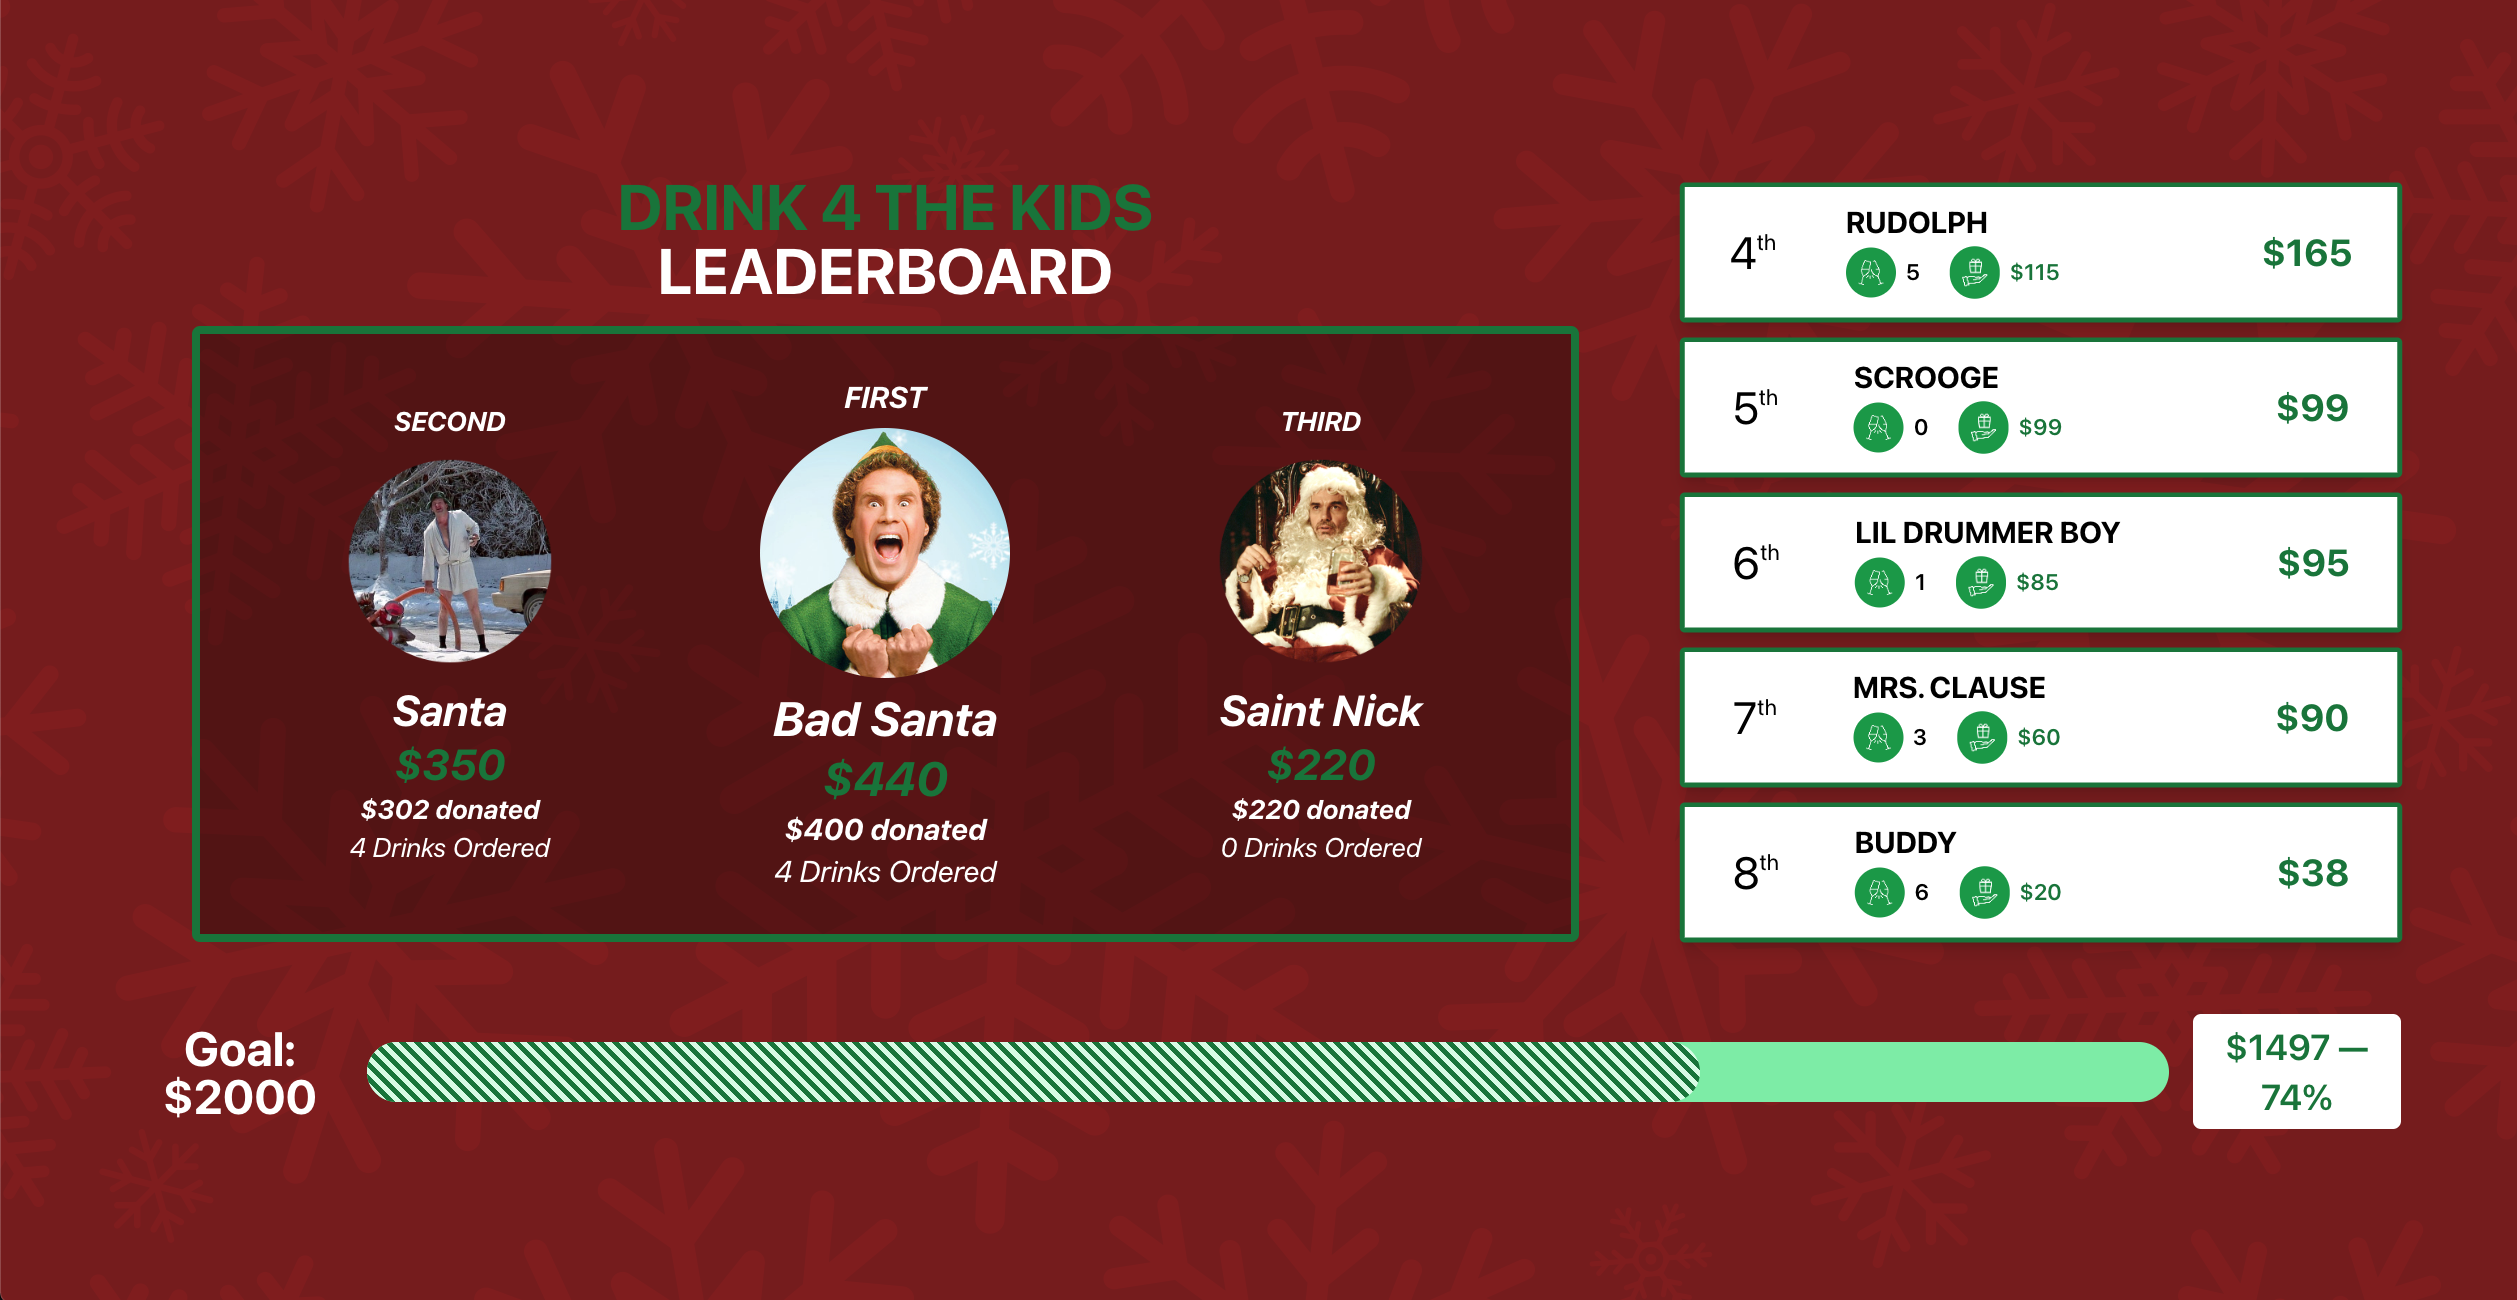 DRINK 4 THE KIDS
LEADERBOARD
SECOND
Santa
$350
$302 donated
4 Drinks Ordered
FIRST
Bad Santa
$440
$400 donated
4 Drinks Ordered
THIRD
Saint Nick
$220
$220 donated
0 Drinks Ordered
4th
RUDOLPH
5 $115
$165
5th
SCROOGE
0 $99
$99
6th
LIL DRUMMER BOY
1 $85
$95
7th
MRS. CLAUSE
3 $60
$90
8th
BUDDY
6 $20
$38
Goal:
$2000
$1497 —
74%